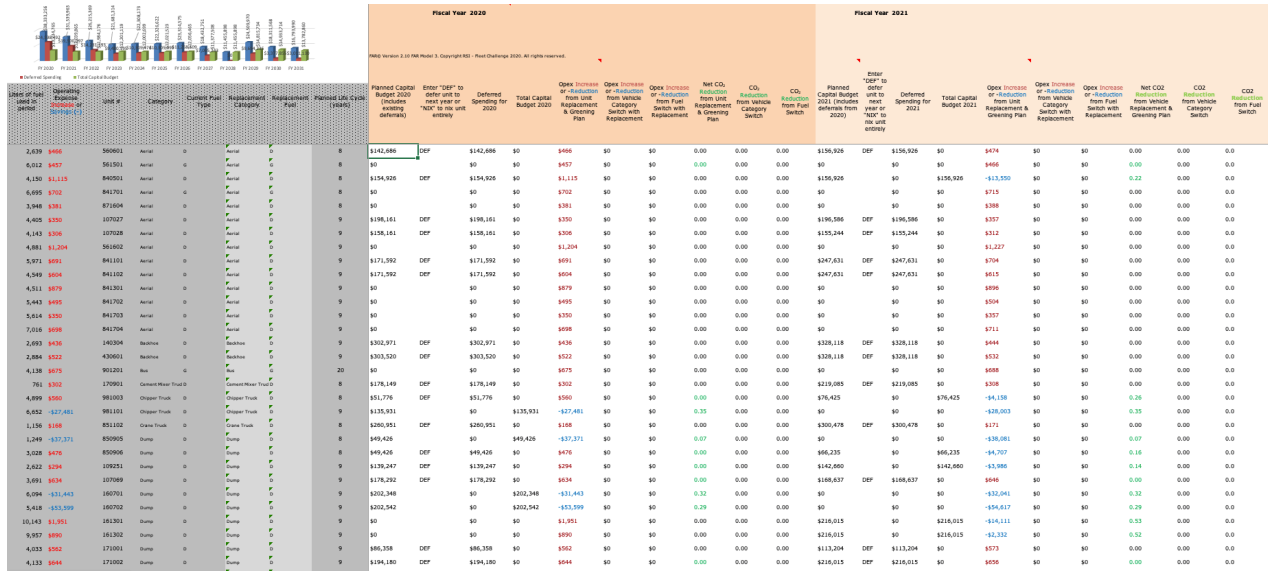 Fiscal Year 2020 Fiscal Year 2021
FAR© Version 2.10 FAR Model 3. Copyright RSI - Fleet Challenge 2020. All rights reserved.
FY 2020 FY 2021 FY 2022 FY 2023 FY 2024 FY 2025 FY 2026 FY 2027 FY 2028 FY 2029 FY 2030 FY 2031
Deferred Spending Total Capital Budget
Liters of fuel used in period Operating Expense Increase or Savings (-) Unit # Category Current Fuel Type Replacement Category Replacement Fuel Planned Life Cycle (years) Planned Capital Budget 2020 (includes existing deferrals) Enter "DEF" to defer unit to next year or "NIX" to nix unit entirely Deferred Spending for 2020 Total Capital Budget 2020 Opex Increase or -Reduction from Unit Replacement & Greening Plan Opex Increase or -Reduction from Vehicle Category Switch with Replacement Opex Increase or -Reduction from Fuel Switch with Replacement Net CO₂ Reduction from Unit Replacement & Greening Plan CO₂ Reduction from Vehicle Category Switch CO₂ Reduction from Fuel Switch Planned Capital Budget 2021 (includes deferrals from 2020) Enter "DEF" to defer unit to next year or "NIX" to nix unit entirely Deferred Spending for 2021 Total Capital Budget 2021 Opex Increase or -Reduction from Unit Replacement & Greening Plan Opex Increase or -Reduction from Vehicle Category Switch with Replacement Opex Increase or -Reduction from Fuel Switch with Replacement Net CO2 Reduction from Vehicle Replacement & Greening Plan CO2 Reduction from Vehicle Category Switch CO2 Reduction from Fuel Switch
2,639 $466 560601 Aerial D Aerial D 8 $142,686 DEF $142,686 $0 $466 $0 $0 0.00 0.00 0.00 $156,926 DEF $156,926 $0 $474 $0 $0 0.00 0.00 0.0
6,012 $457 561501 Aerial G Aerial G 8 $0 $0 $0 $457 $0 $0 0.00 0.00 0.00 $0 $0 $0 $466 $0 $0 0.00 0.00 0.0
4,150 $1,115 840501 Aerial D Aerial D 8 $154,926 DEF $154,926 $0 $1,115 $0 $0 0.00 0.00 0.00 $156,926 $0 $156,926 -$13,550 $0 $0 0.22 0.00 0.0
6,695 $702 841701 Aerial G Aerial G 8 $0 $0 $0 $702 $0 $0 0.00 0.00 0.00 $0 $0 $0 $715 $0 $0 0.00 0.00 0.0
3,948 $381 871604 Aerial D Aerial D 8 $0 $0 $0 $381 $0 $0 0.00 0.00 0.00 $0 $0 $0 $388 $0 $0 0.00 0.00 0.0
4,405 $350 107027 Aerial D Aerial D 9 $198,161 DEF $198,161 $0 $350 $0 $0 0.00 0.00 0.00 $196,586 DEF $196,586 $0 $357 $0 $0 0.00 0.00 0.0
4,143 $306 107028 Aerial D Aerial D 9 $158,161 DEF $158,161 $0 $306 $0 $0 0.00 0.00 0.00 $155,244 DEF $155,244 $0 $312 $0 $0 0.00 0.00 0.0
4,881 $1,204 561602 Aerial D Aerial D 9 $0 $0 $0 $1,204 $0 $0 0.00 0.00 0.00 $0 $0 $0 $1,227 $0 $0 0.00 0.00 0.0
5,971 $691 841101 Aerial D Aerial D 9 $171,592 DEF $171,592 $0 $691 $0 $0 0.00 0.00 0.00 $247,631 DEF $247,631 $0 $704 $0 $0 0.00 0.00 0.0
4,549 $604 841102 Aerial D Aerial D 9 $171,592 DEF $171,592 $0 $604 $0 $0 0.00 0.00 0.00 $247,631 DEF $247,631 $0 $615 $0 $0 0.00 0.00 0.0
4,511 $879 841301 Aerial D Aerial D 9 $0 $0 $0 $879 $0 $0 0.00 0.00 0.00 $0 $0 $0 $896 $0 $0 0.00 0.00 0.0
5,443 $495 841702 Aerial D Aerial D 9 $0 $0 $0 $495 $0 $0 0.00 0.00 0.00 $0 $0 $0 $504 $0 $0 0.00 0.00 0.0
5,614 $350 841703 Aerial D Aerial D 9 $0 $0 $0 $350 $0 $0 0.00 0.00 0.00 $0 $0 $0 $357 $0 $0 0.00 0.00 0.0
7,016 $698 841704 Aerial D Aerial D 9 $0 $0 $0 $698 $0 $0 0.00 0.00 0.00 $0 $0 $0 $711 $0 $0 0.00 0.00 0.0
2,693 $436 140304 Backhoe D Backhoe D 9 $302,971 DEF $302,971 $0 $436 $0 $0 0.00 0.00 0.00 $328,118 DEF $328,118 $0 $444 $0 $0 0.00 0.00 0.0
2,884 $522 430601 Backhoe D Backhoe D 9 $303,520 DEF $303,520 $0 $522 $0 $0 0.00 0.00 0.00 $328,118 DEF $328,118 $0 $532 $0 $0 0.00 0.00 0.0
4,138 $675 901201 Bus G Bus G 20 $0 $0 $0 $675 $0 $0 0.00 0.00 0.00 $0 $0 $0 $688 $0 $0 0.00 0.00 0.0
761 $302 170901 Cement Mixer Truc D Cement Mixer Truc D 8 $178,149 DEF $178,149 $0 $302 $0 $0 0.00 0.00 0.00 $219,085 DEF $219,085 $0 $308 $0 $0 0.00 0.00 0.0
4,899 $560 981003 Chipper Truck D Chipper Truck D 8 $51,776 DEF $51,776 $0 $560 $0 $0 0.00 0.00 0.00 $76,425 $0 $76,425 -$4,158 $0 $0 0.26 0.00 0.0
6,652 -$27,481 981101 Chipper Truck D Chipper Truck D 8 $135,931 $0 $135,931 -$27,481 $0 $0 0.35 0.00 0.00 $0 $0 $0 -$28,003 $0 $0 0.35 0.00 0.0
1,156 $168 851102 Crane Truck D Crane Truck D 9 $260,951 DEF $260,951 $0 $168 $0 $0 0.00 0.00 0.00 $300,478 DEF $300,478 $0 $171 $0 $0 0.00 0.00 0.0
1,249 -$37,371 850905 Dump D Dump D 8 $49,426 $0 $49,426 -$37,371 $0 $0 0.07 0.00 0.00 $0 $0 $0 -$38,081 $0 $0 0.07 0.00 0.0
3,028 $476 850906 Dump D Dump D 8 $49,426 DEF $49,426 $0 $476 $0 $0 0.00 0.00 0.00 $66,235 $0 $66,235 -$4,707 $0 $0 0.16 0.00 0.0
2,622 $294 109251 Dump D Dump D 9 $139,247 DEF $139,247 $0 $294 $0 $0 0.00 0.00 0.00 $142,660 $0 $142,660 -$3,986 $0 $0 0.14 0.00 0.0
3,691 $634 107069 Dump D Dump D 9 $178,292 DEF $178,292 $0 $634 $0 $0 0.00 0.00 0.00 $168,637 DEF $168,637 $0 $646 $0 $0 0.00 0.00 0.0
6,094 -$31,443 160701 Dump D Dump D 9 $202,348 $0 $202,348 -$31,443 $0 $0 0.32 0.00 0.00 $0 $0 $0 -$32,041 $0 $0 0.32 0.00 0.0
5,418 -$53,599 160702 Dump D Dump D 9 $202,542 $0 $202,542 -$53,599 $0 $0 0.29 0.00 0.00 $0 $0 $0 -$54,617 $0 $0 0.29 0.00 0.0
10,143 $1,951 161301 Dump D Dump D 9 $0 $0 $0 $1,951 $0 $0 0.00 0.00 0.00 $216,015 $0 $216,015 -$14,111 $0 $0 0.53 0.00 0.0
9,957 $890 161302 Dump D Dump D 9 $0 $0 $0 $890 $0 $0 0.00 0.00 0.00 $216,015 $0 $216,015 -$2,332 $0 $0 0.52 0.00 0.0
4,033 $562 171001 Dump D Dump D 9 $86,358 DEF $86,358 $0 $562 $0 $0 0.00 0.00 0.00 $113,204 DEF $113,204 $0 $573 $0 $0 0.00 0.00 0.0
4,133 $644 171002 Dump D Dump D 9 $194,180 DEF $194,180 $0 $644 $0 $0 0.00 0.00 0.00 $216,015 DEF $216,015 $0 $656 $0 $0 0.00 0.00 0.0